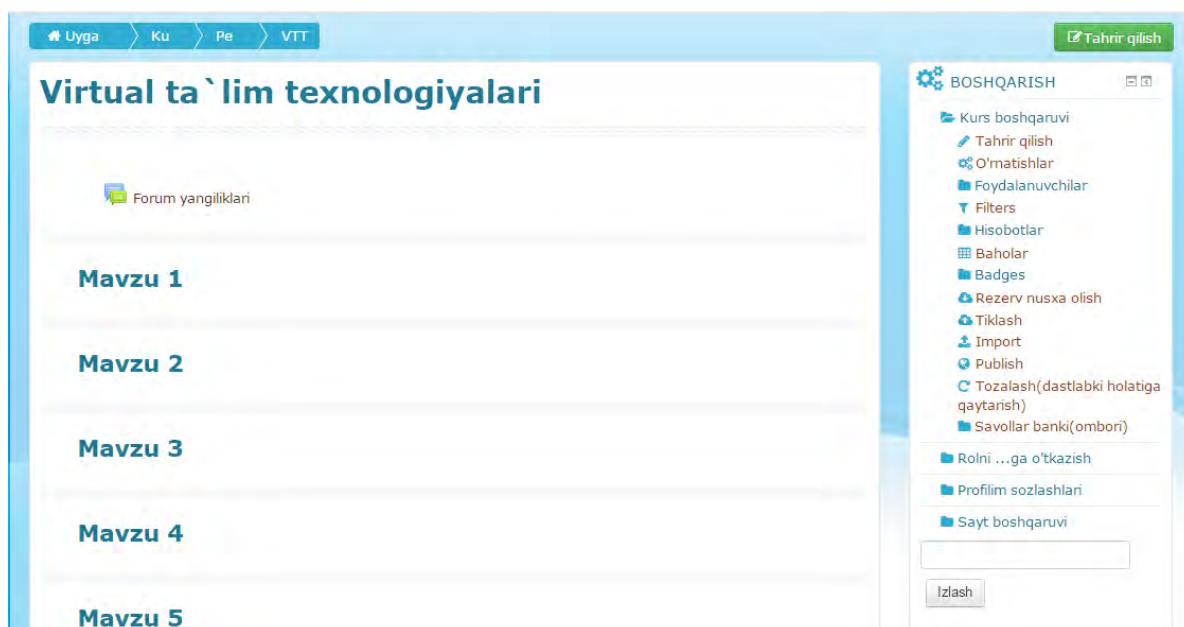 Uyga Ku Pe VTT
Tahrir qilish
Virtual ta`lim texnologiyalari
Forum yangiliklari
Mavzu 1
Mavzu 2
Mavzu 3
Mavzu 4
Mavzu 5
BOSHQARISH
Kurs boshqaruvi
Tahrir qilish
O'rnatishlar
Foydalanuvchilar
Filters
Hisobotlar
Baholar
Badges
Rezerv nusxa olish
Tiklash
Import
Publish
Tozalash(dastlabki holatiga
qaytarish)
Savollar banki(ombori)
Rolni ...ga o'tkazish
Profilim sozlashlari
Sayt boshqaruvi
Izlash